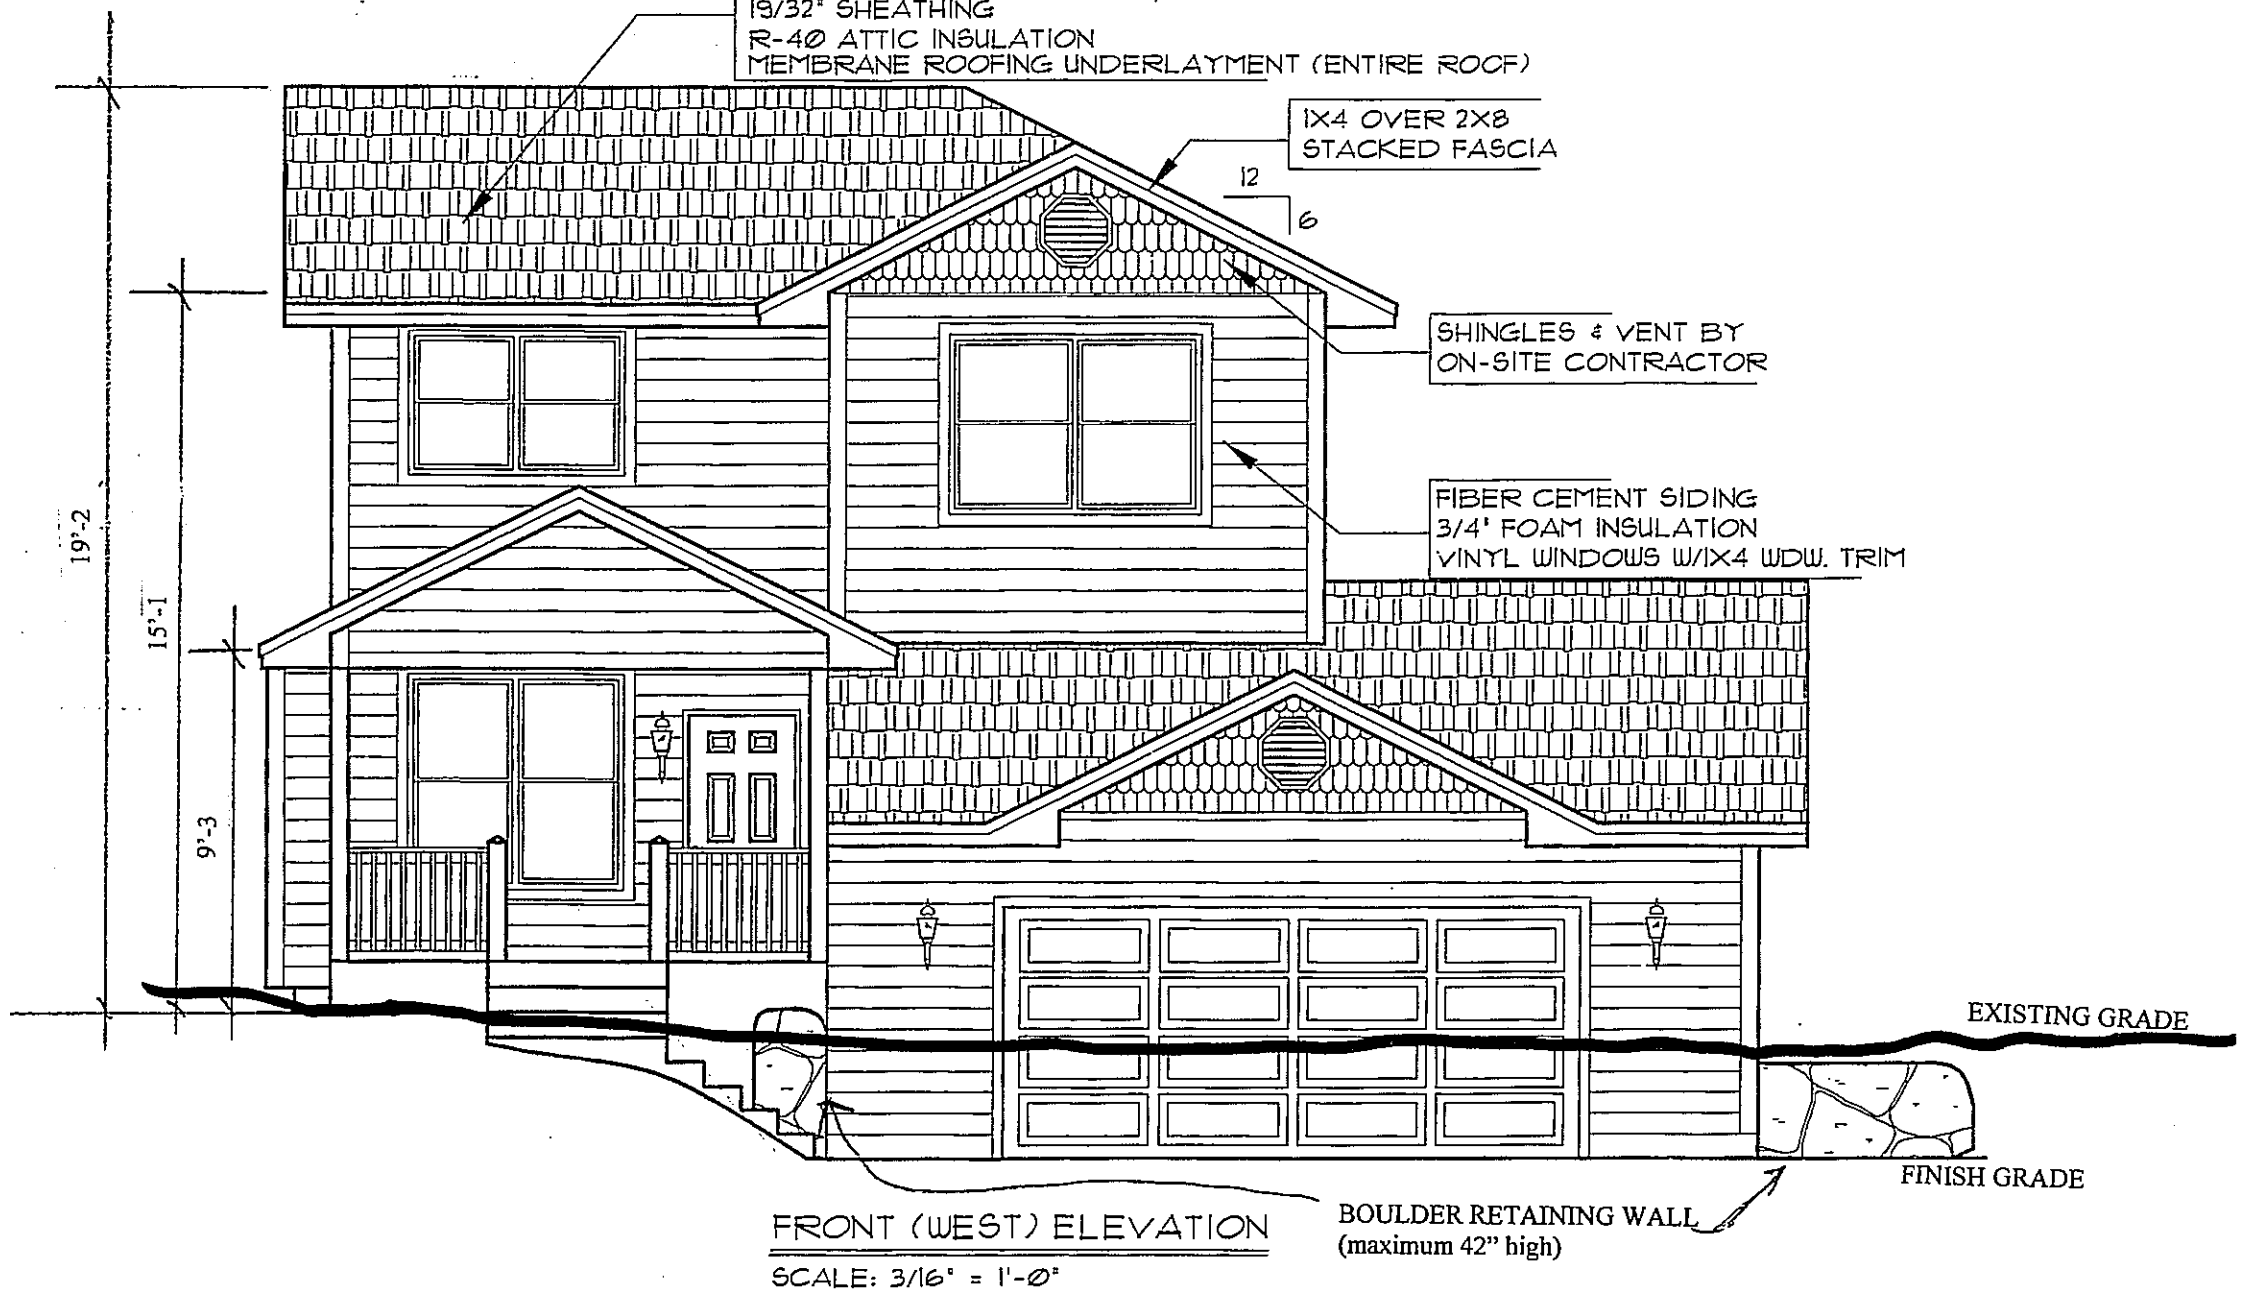 19/32" SHEATHING
R-40 ATTIC INSULATION
MEMBRANE ROOFING UNDERLAYMENT (ENTIRE ROOF)
1X4 OVER 2X8
STACKED FASCIA
12
6
SHINGLES & VENT BY
ON-SITE CONTRACTOR
FIBER CEMENT SIDING
3/4" FOAM INSULATION
VINYL WINDOWS W/1X4 WDW. TRIM
19'-2
15'-1
9'-3
EXISTING GRADE
FINISH GRADE
BOULDER RETAINING WALL
(maximum 42" high)
FRONT (WEST) ELEVATION
SCALE: 3/16" = 1'-0"